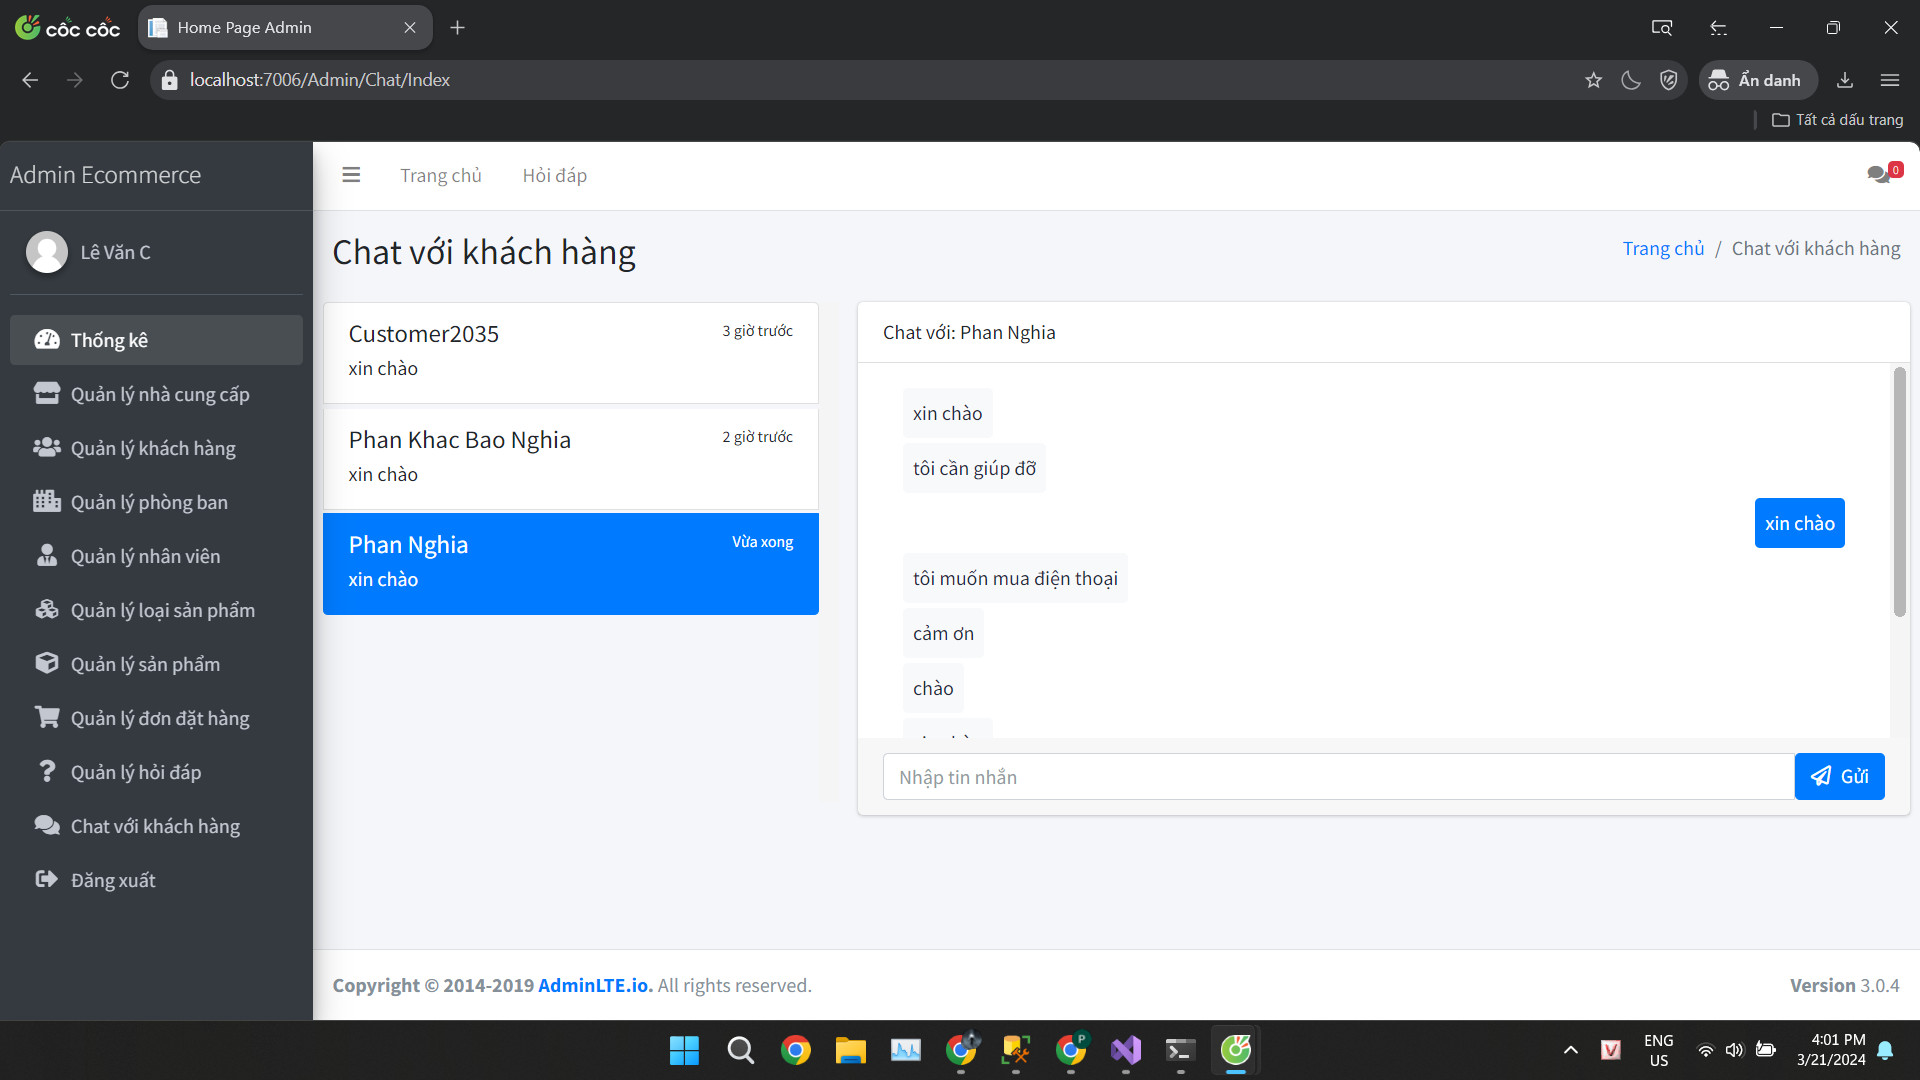 cốc cốc
Home Page Admin
localhost:7006/Admin/Chat/Index
Ẩn danh
Tất cả dấu trang
Admin Ecommerce
Lê Văn C
Thống kê
Quản lý nhà cung cấp
Quản lý khách hàng
Quản lý phòng ban
Quản lý nhân viên
Quản lý loại sản phẩm
Quản lý sản phẩm
Quản lý đơn đặt hàng
Quản lý hỏi đáp
Chat với khách hàng
Đăng xuất
Trang chủ
Hỏi đáp
0
Chat với khách hàng
Trang chủ / Chat với khách hàng
Customer2035
3 giờ trước
xin chào
Phan Khac Bao Nghia
2 giờ trước
xin chào
Phan Nghia
Vừa xong
xin chào
Chat với: Phan Nghia
xin chào
tôi cần giúp đỡ
xin chào
tôi muốn mua điện thoại
cảm ơn
chào
Nhập tin nhắn
Gửi
Copyright © 2014-2019 AdminLTE.io. All rights reserved.
Version 3.0.4
P
V
ENG
US
4:01 PM
3/21/2024